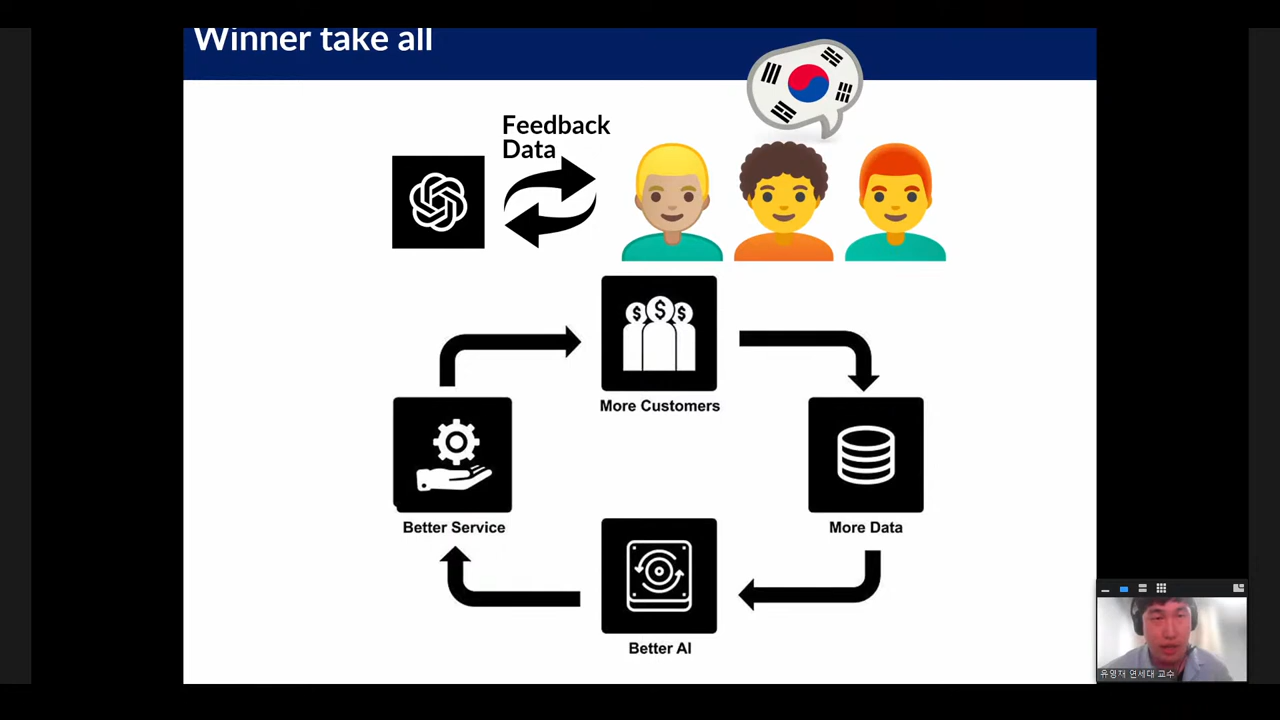 Winner take all
Feedback
Data
More Customers
Better Service
More Data
Better AI
유영재 연세대 교수